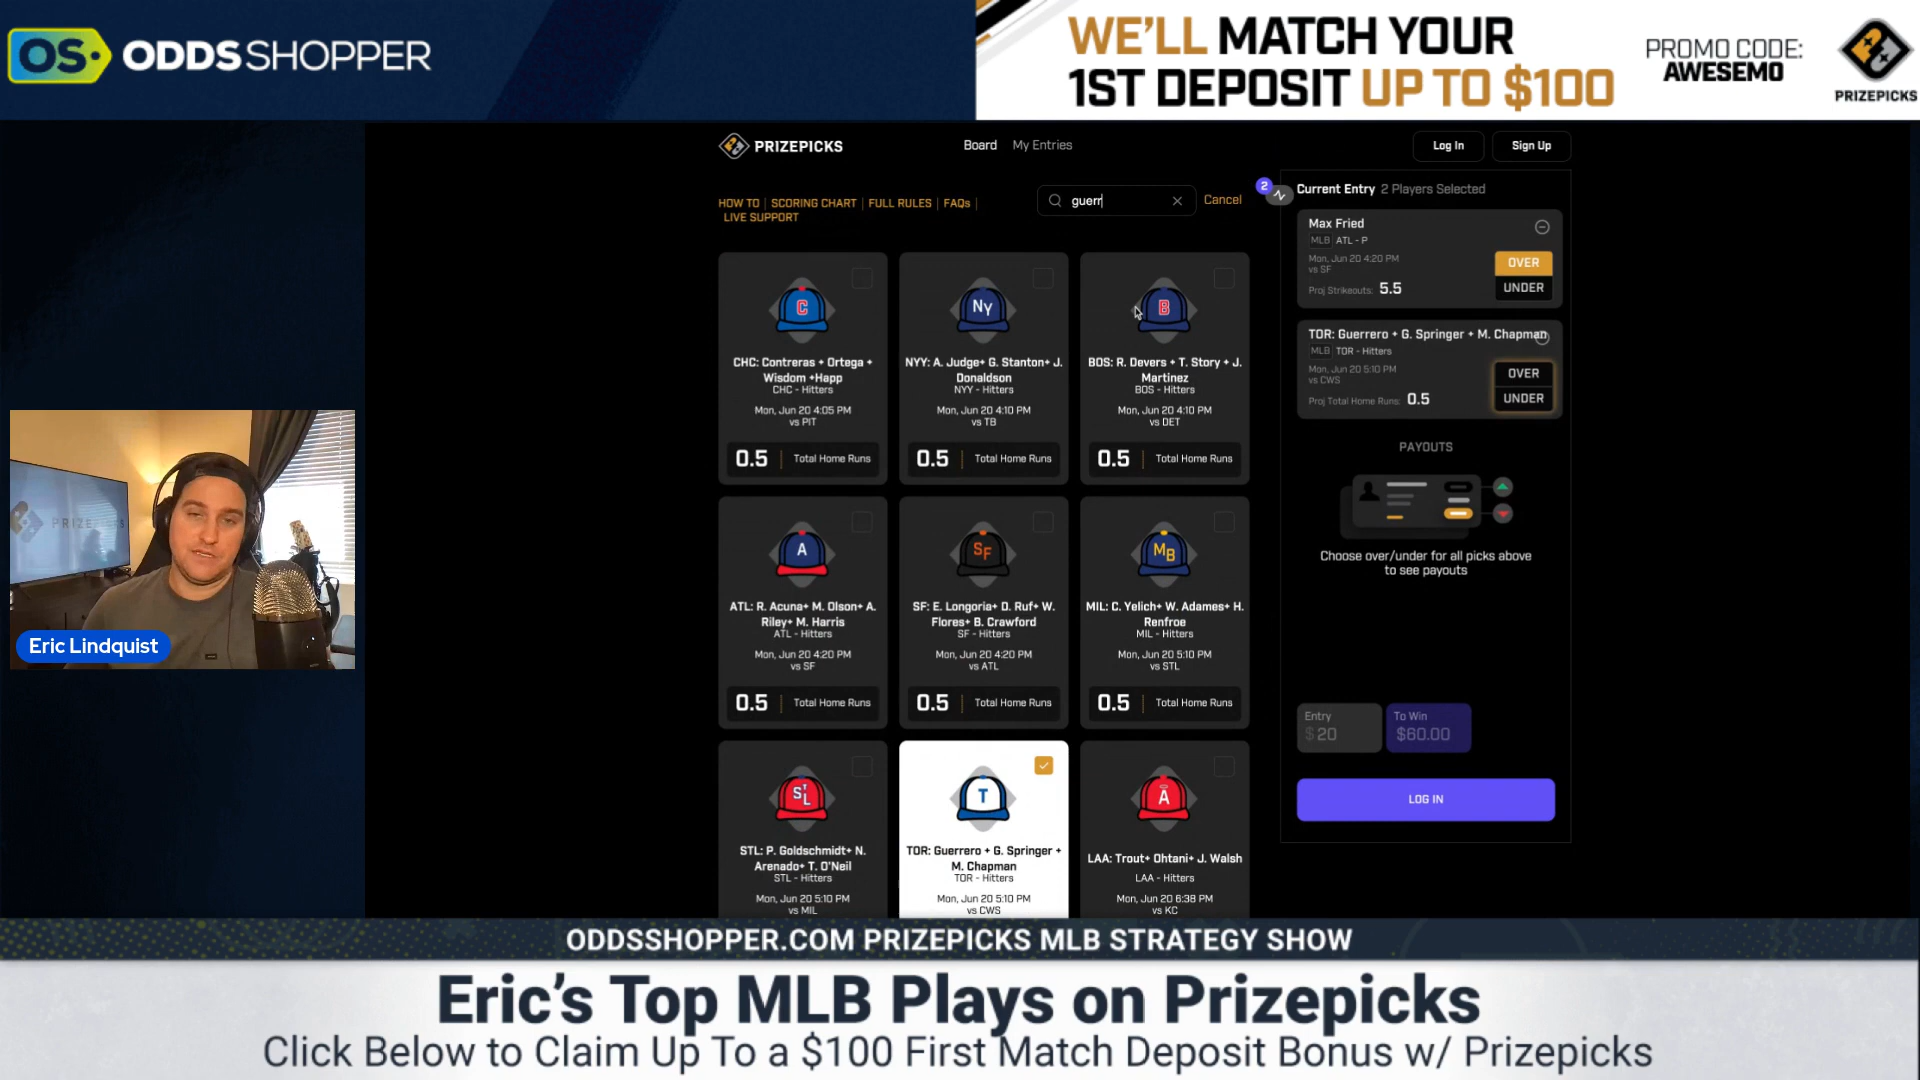 OS
ODDSSHOPPER
WE'LL MATCH YOUR
1ST DEPOSIT UP TO $100
PROMO CODE:
AWESEMO
PRIZEPICKS
PRIZEPICKS
Board
My Entries
Log In
Sign Up
HOW TO | SCORING CHART | FULL RULES | FAQs |
LIVE SUPPORT
guerr
Cancel
2
Current Entry 2 Players Selected
Max Fried
MLB ATL - P
Mon, Jun 20 4:20 PM
vs SF
Proj Strikeouts: 5.5
OVER
UNDER
TOR: Guerrero + G. Springer + M. Chapman
MLB TOR - Hitters
Mon, Jun 20 5:10 PM
vs CWS
Proj Total Home Runs: 0.5
OVER
UNDER
PAYOUTS
Choose over/under for all picks above
to see payouts
Entry
$ 20
To Win
$60.00
LOG IN
C
CHC: Contreras + Ortega +
Wisdom +Happ
CHC - Hitters
Mon, Jun 20 4:05 PM
vs PIT
0.5 | Total Home Runs
NY
NYY: A. Judge+ G. Stanton+ J.
Donaldson
NYY - Hitters
Mon, Jun 20 4:10 PM
vs TB
0.5 | Total Home Runs
B
BOS: R. Devers + T. Story + J.
Martinez
BOS - Hitters
Mon, Jun 20 4:10 PM
vs DET
0.5 | Total Home Runs
A
ATL: R. Acuna+ M. Olson+ A.
Riley+ M. Harris
ATL - Hitters
Mon, Jun 20 4:20 PM
vs SF
0.5 | Total Home Runs
SF
SF: E. Longoria+ D. Ruf+ W.
Flores+ B. Crawford
SF - Hitters
Mon, Jun 20 4:20 PM
vs ATL
0.5 | Total Home Runs
MB
MIL: C. Yelich+ W. Adames+ H.
Renfroe
MIL - Hitters
Mon, Jun 20 5:10 PM
vs STL
0.5 | Total Home Runs
STL
STL: P. Goldschmidt+ N.
Arenado+ T. O'Neil
STL - Hitters
Mon, Jun 20 5:10 PM
vs MIL
T
TOR: Guerrero + G. Springer +
M. Chapman
TOR - Hitters
Mon, Jun 20 5:10 PM
vs CWS
A
LAA: Trout+ Ohtani+ J. Walsh
LAA - Hitters
Mon, Jun 20 6:38 PM
vs KC
PRIZEPICKS
Eric Lindquist
ODDSSHOPPER.COM PRIZEPICKS MLB STRATEGY SHOW
Eric's Top MLB Plays on Prizepicks
Click Below to Claim Up To a $100 First Match Deposit Bonus w/ Prizepicks